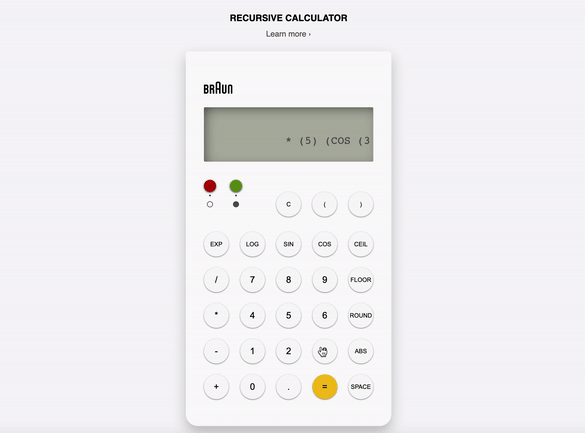 RECURSIVE CALCULATOR
Learn more ›
BRAUN
* (5) (COS (3
C ( )
EXP LOG SIN COS CEIL
/ 7 8 9 FLOOR
* 4 5 6 ROUND
- 1 2 ABS
+ 0 . = SPACE